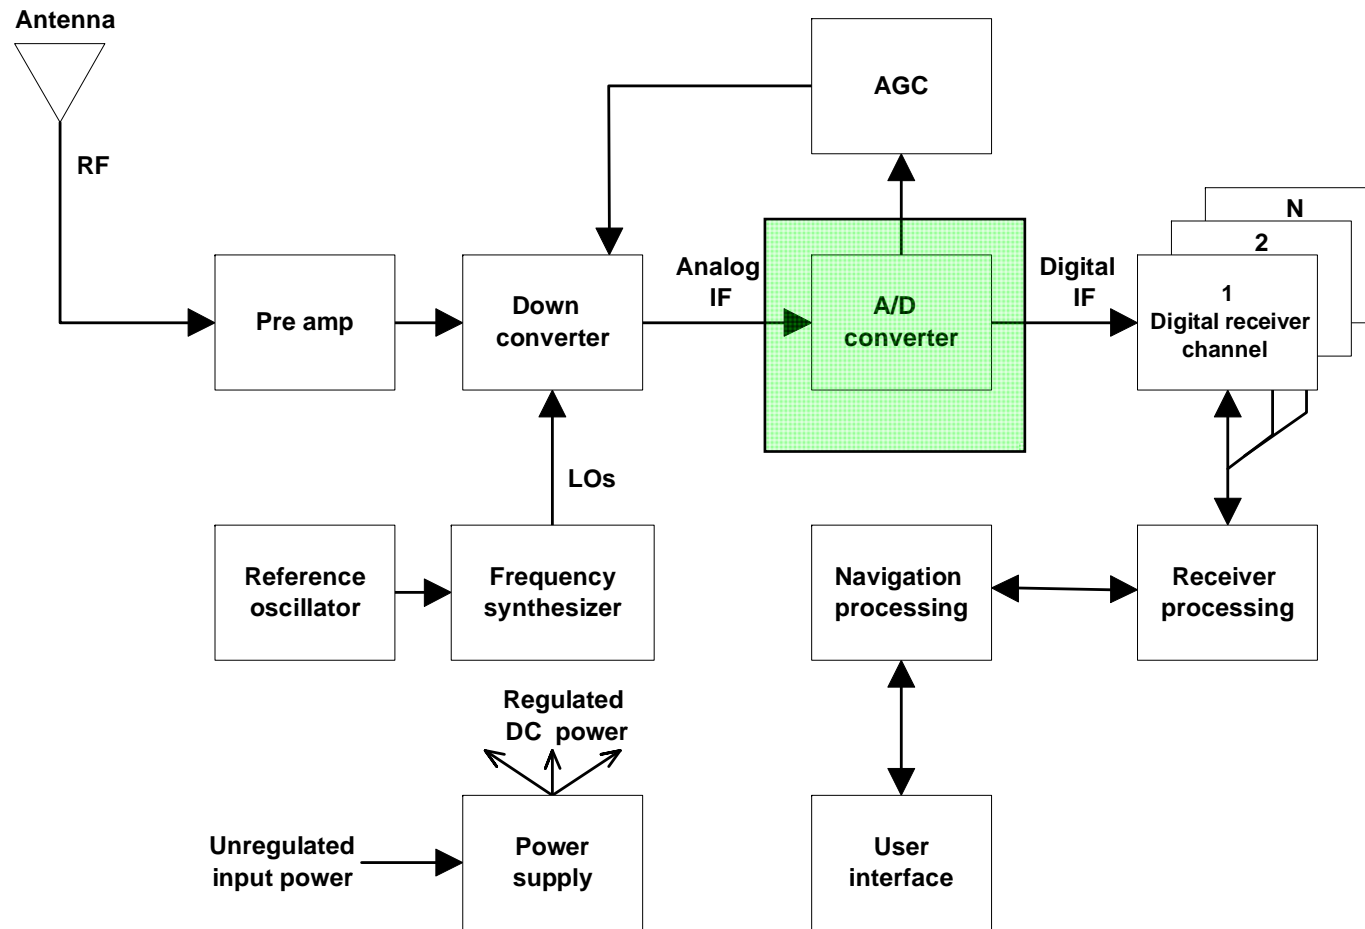 Antenna
AGC
RF
N
2
Analog
IF
Digital
IF
Pre amp
Down
converter
A/D
converter
1
Digital receiver
channel
LOs
Reference
oscillator
Frequency
synthesizer
Navigation
processing
Receiver
processing
Regulated
DC power
Unregulated
input power
Power
supply
User
interface